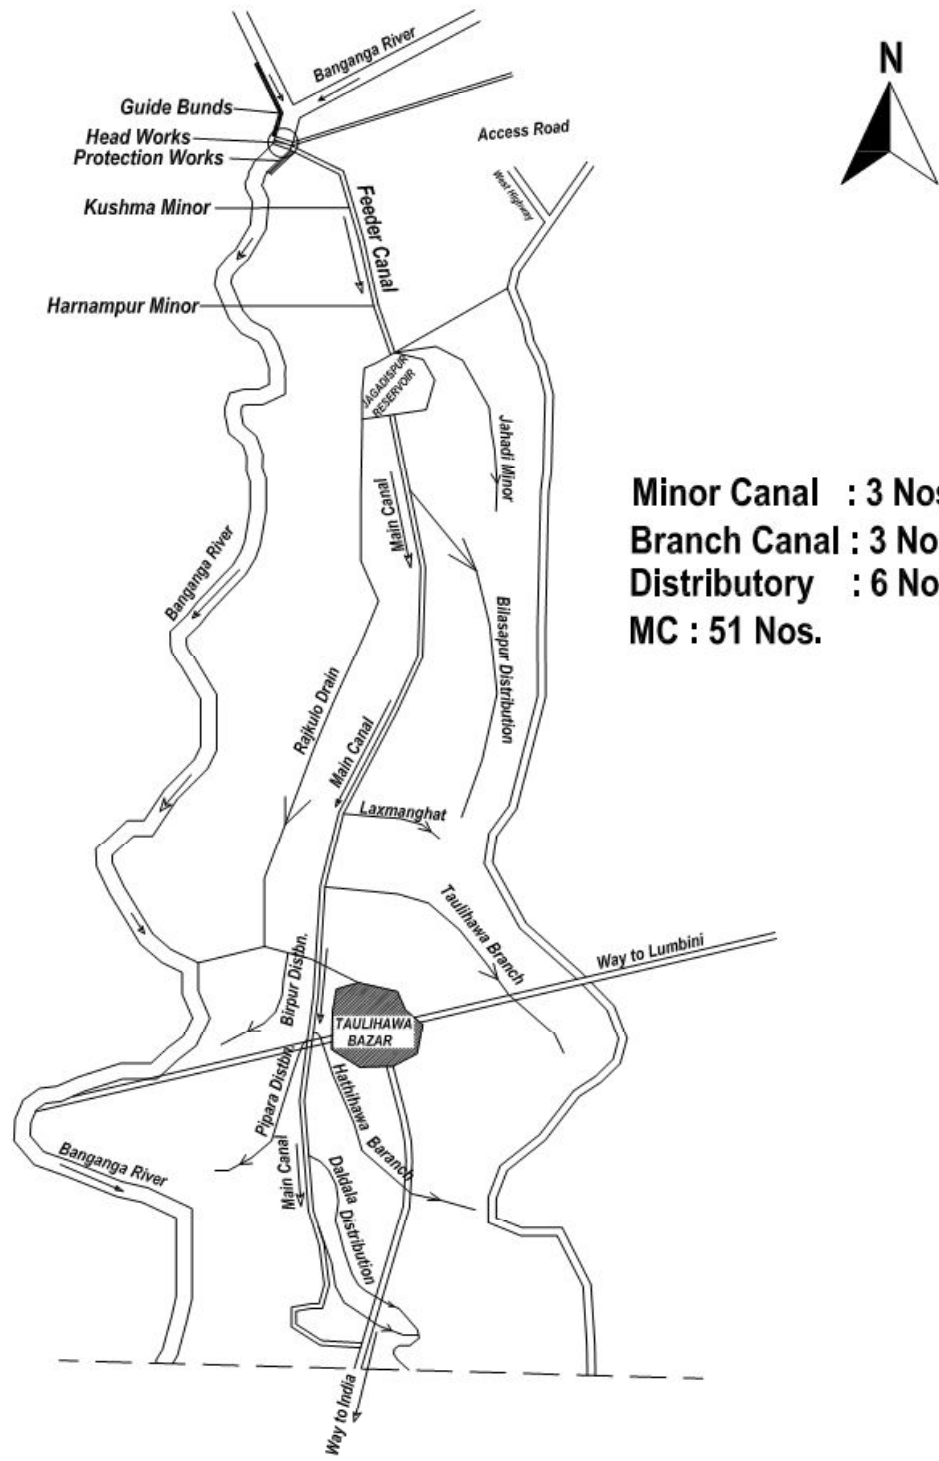 Banganga River
N
Guide Bunds
Head Works
Protection Works
Access Road
West Highway
Kushma Minor
Feeder Canal
Harnampur Minor
JAGADISPUR
RESERVOIR
Jahadi Minor
Main Canal
Minor Canal : 3 Nos
Branch Canal : 3 No
Distributory : 6 No
MC : 51 Nos.
Banganga River
Bilasapur Distribution
Rajkulo Drain
Main Canal
Laxmanghat
Taulihawa Branch
Way to Lumbini
Birpur Distbn.
TAULIHAWA
BAZAR
Pipara Distbn.
Hathihawa Baranch
Banganga River
Main Canal
Daldala Distribution
Way to India